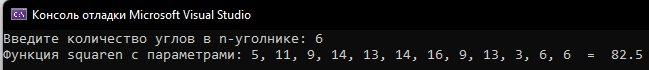 Консоль отладки Microsoft Visual Studio
Введите количество углов в n-уголнике: 6
Функция squaren с параметрами: 5, 11, 9, 14, 13, 14, 16, 9, 13, 3, 6, 6  =  82.5